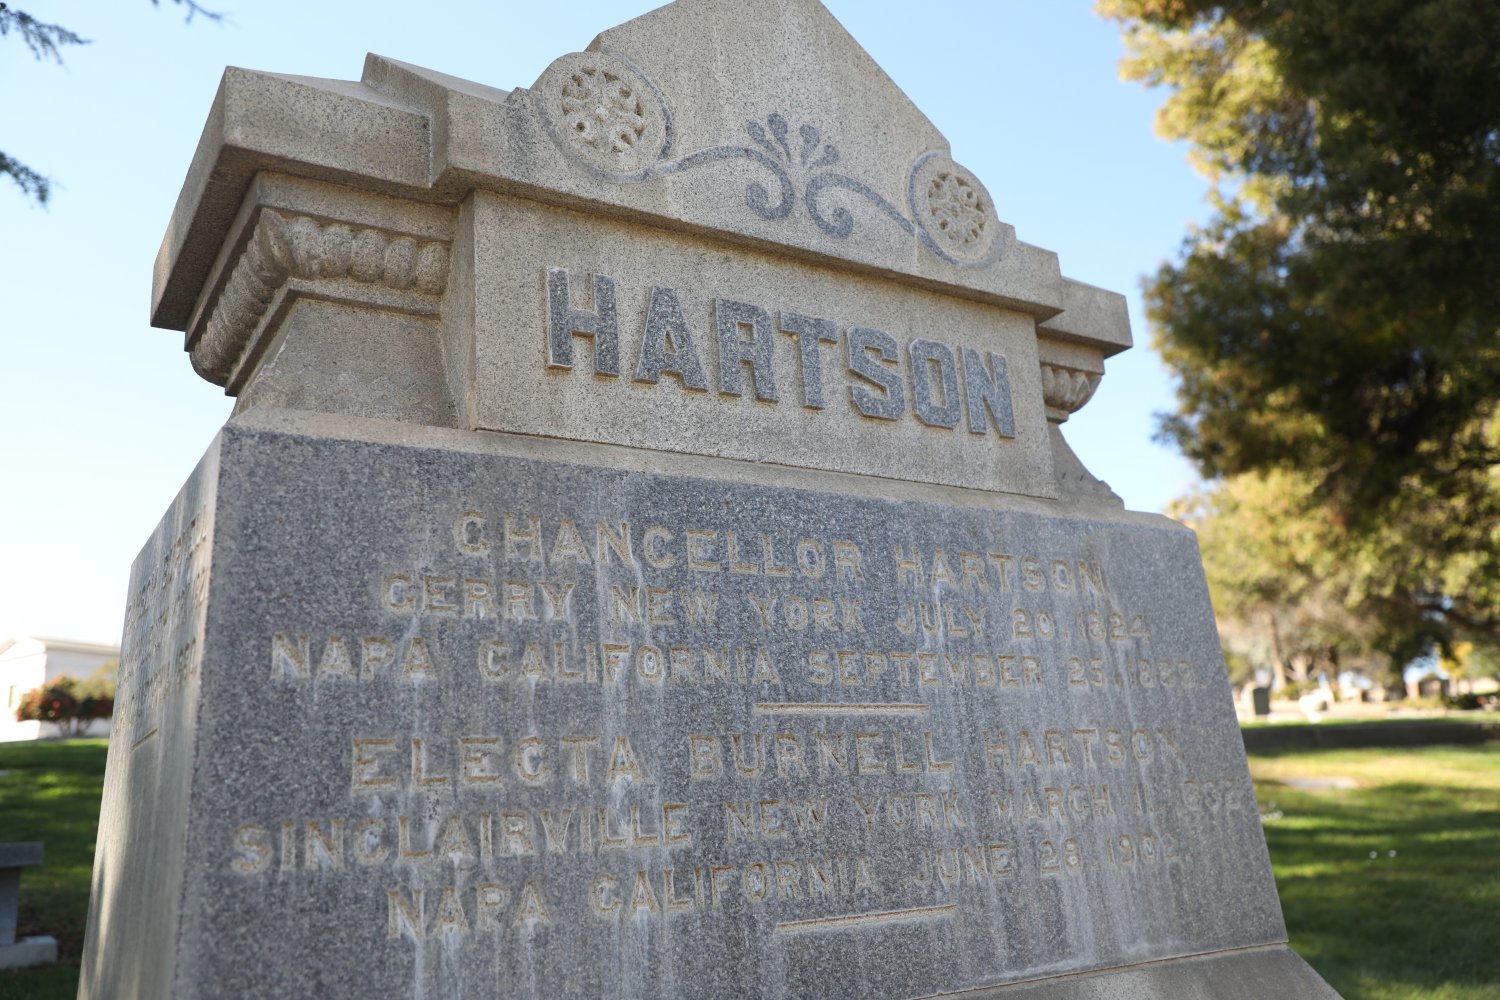 HARTSON
CHANCELLOR HARTSON
GERRY NEW YORK JULY 20, 1824
NAPA CALIFORNIA SEPTEMBER 25,
ELECTA BURNELL HARTSON
SINCLAIRVILLE NEW YORK MARCH 1,
NAPA CALIFORNIA JUNE 28, 1902.